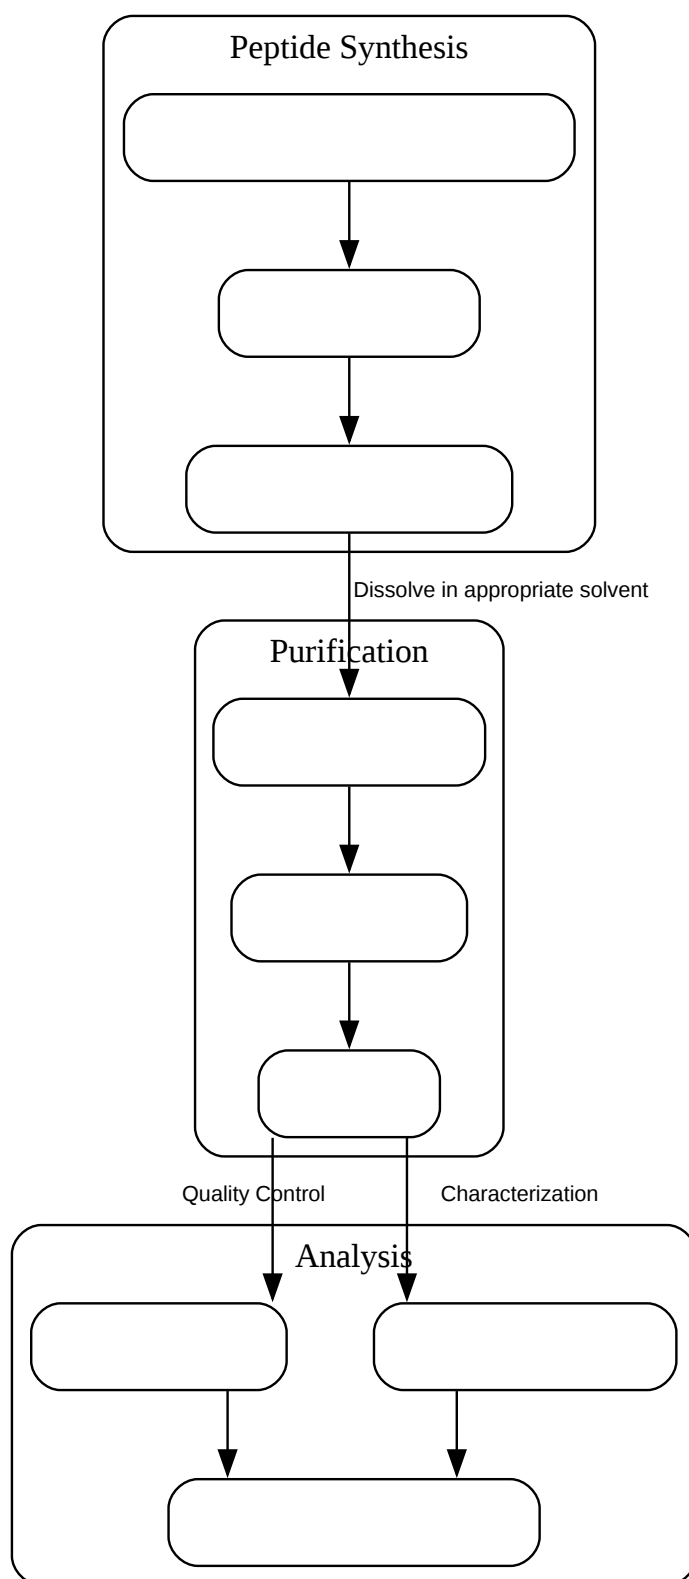 Peptide Synthesis
Dissolve in appropriate solvent
Purification
Quality Control
Characterization
Analysis